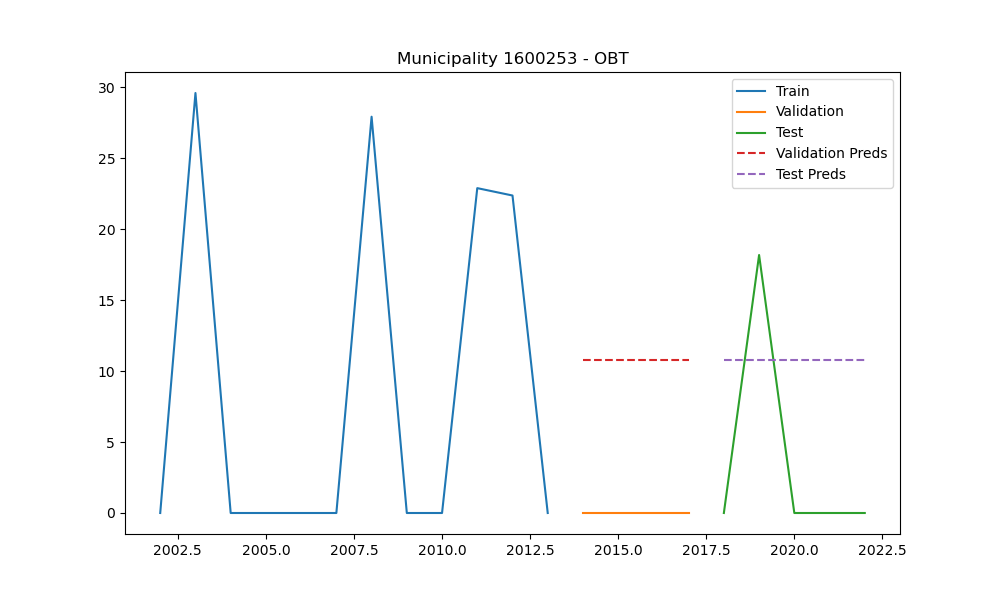 Municipality 1600253 - OBT
Train
Validation
Test
Validation Preds
Test Preds
30
25
20
15
10
5
0
2002.5 2005.0 2007.5 2010.0 2012.5 2015.0 2017.5 2020.0 2022.5